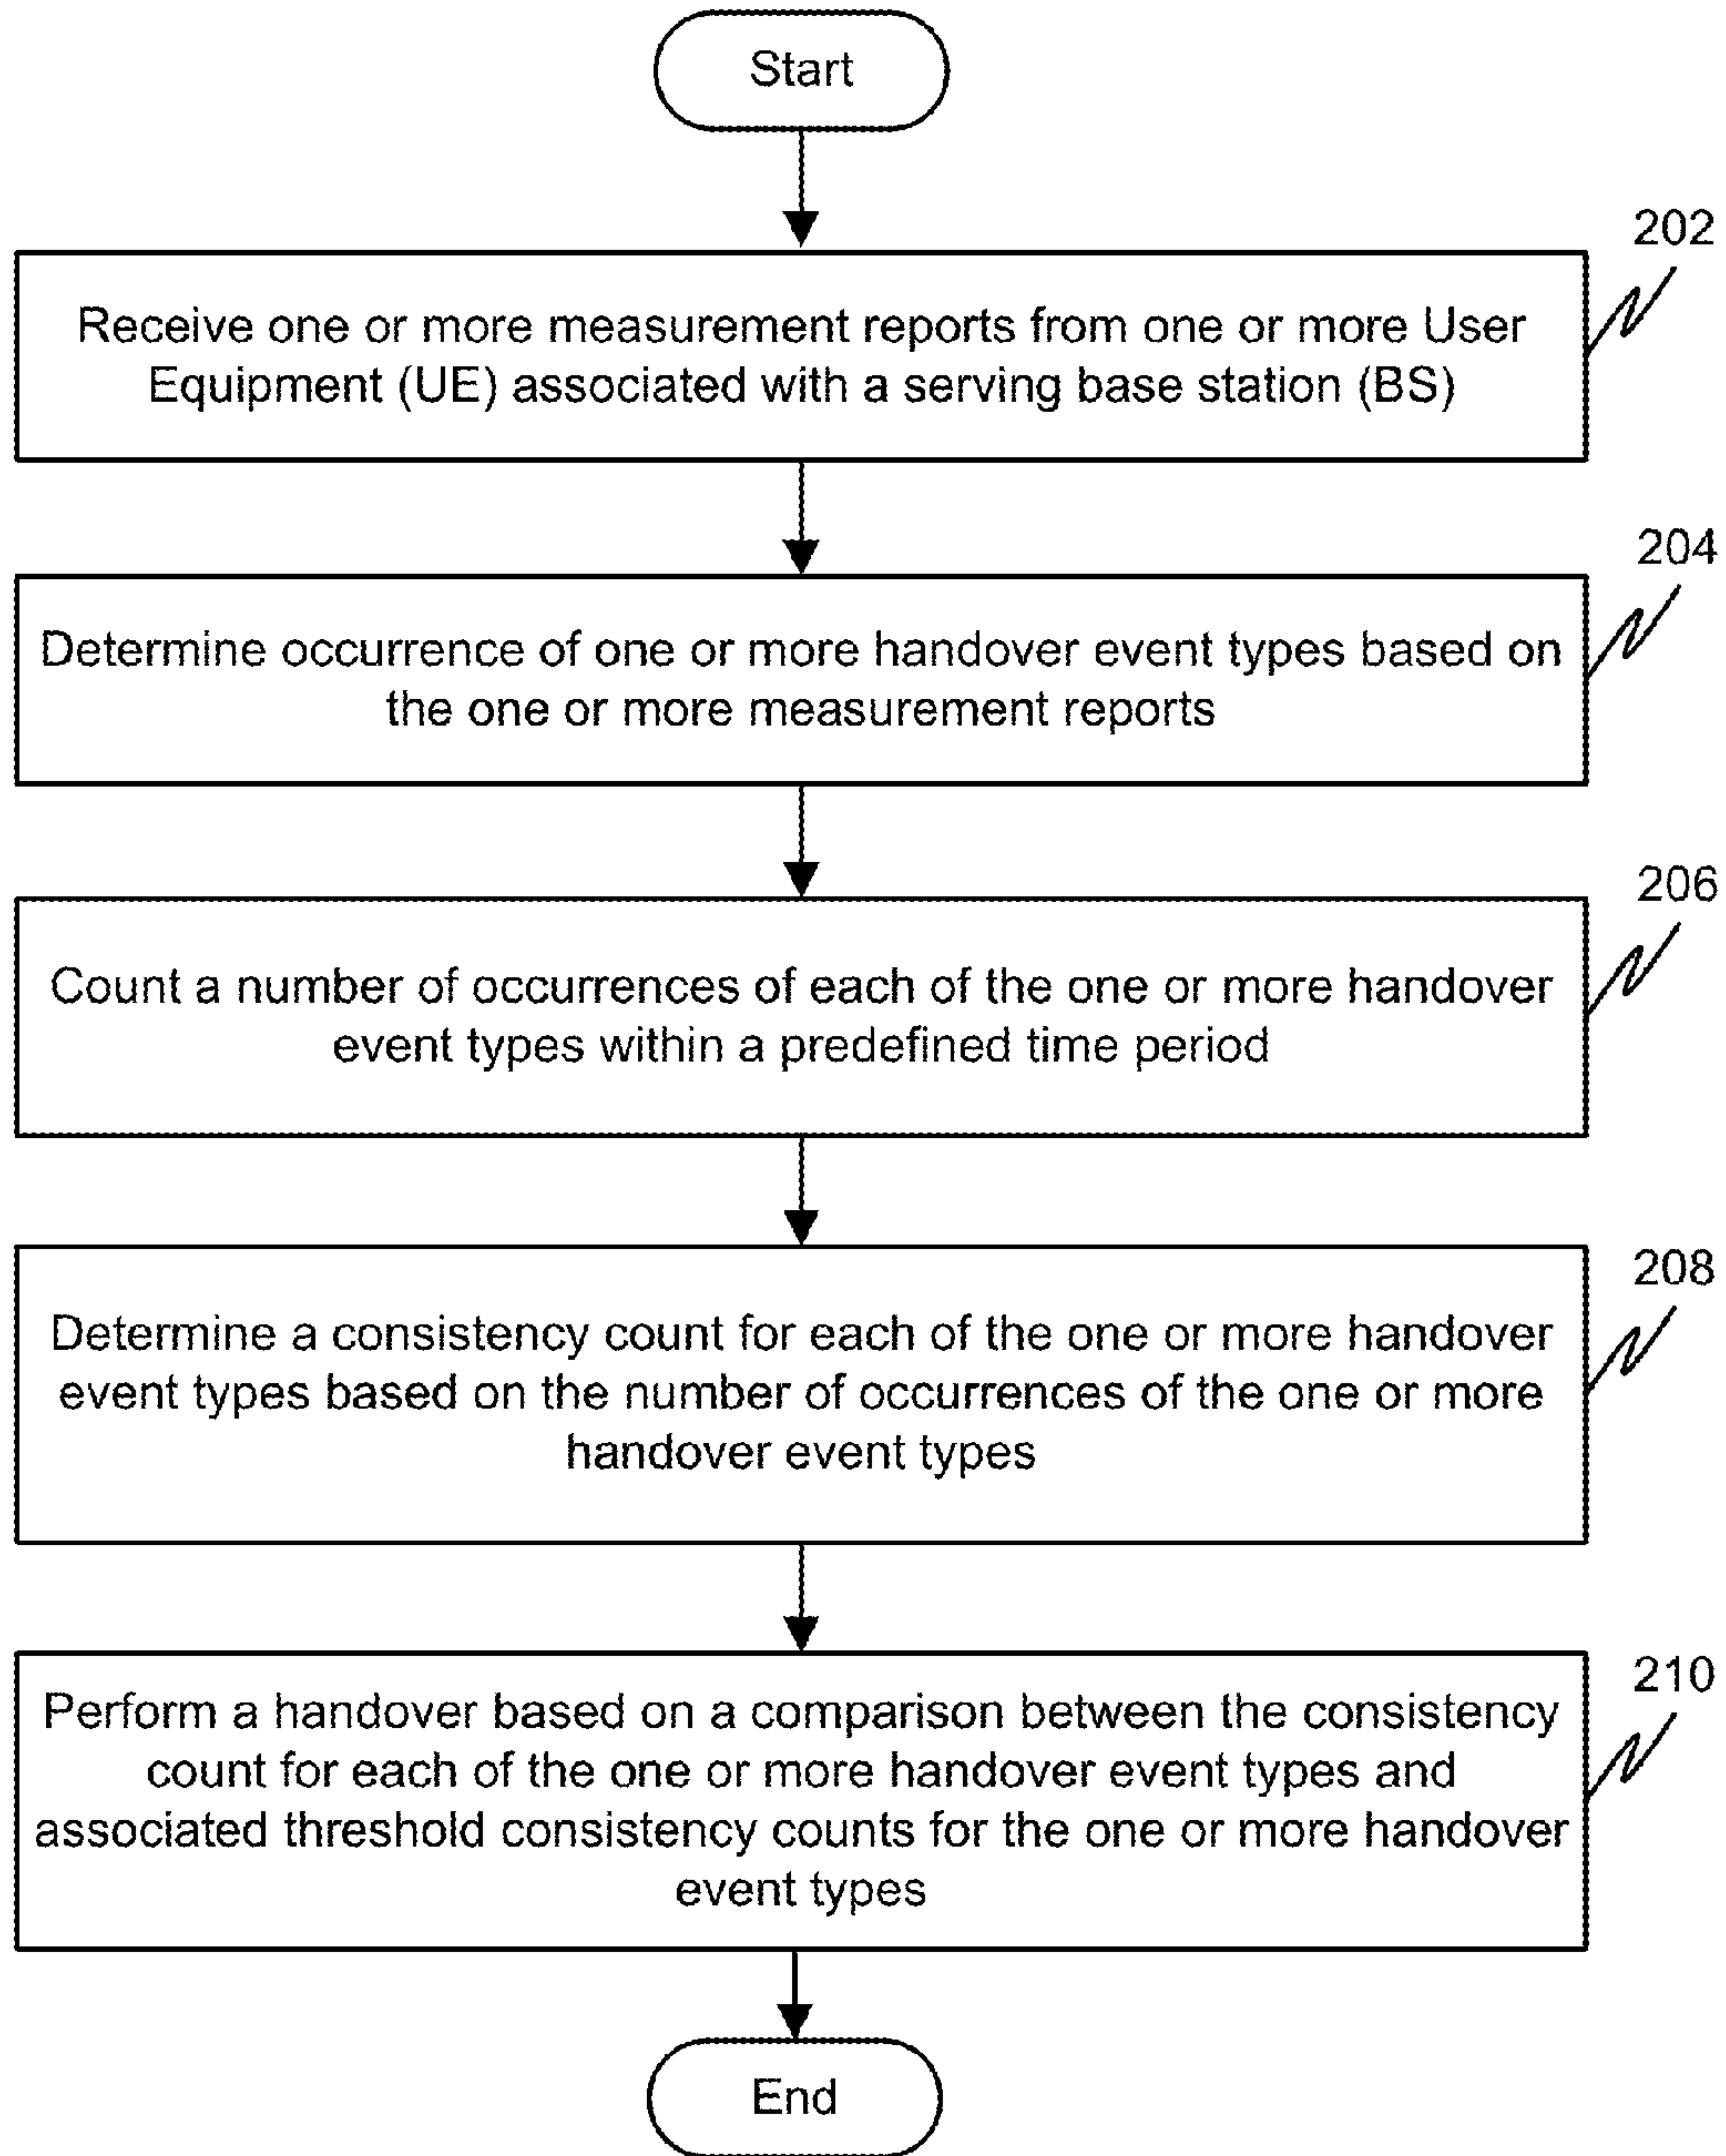 Start
202
Receive one or more measurement reports from one or more User
Equipment (UE) associated with a serving base station (BS)
204
Determine occurrence of one or more handover event types based on
the one or more measurement reports
206
Count a number of occurrences of each of the one or more handover
event types within a predefined time period
208
Determine a consistency count for each of the one or more handover
event types based on the number of occurrences of the one or more
handover event types
210
Perform a handover based on a comparison between the consistency
count for each of the one or more handover event types and
associated threshold consistency counts for the one or more handover
event types
End